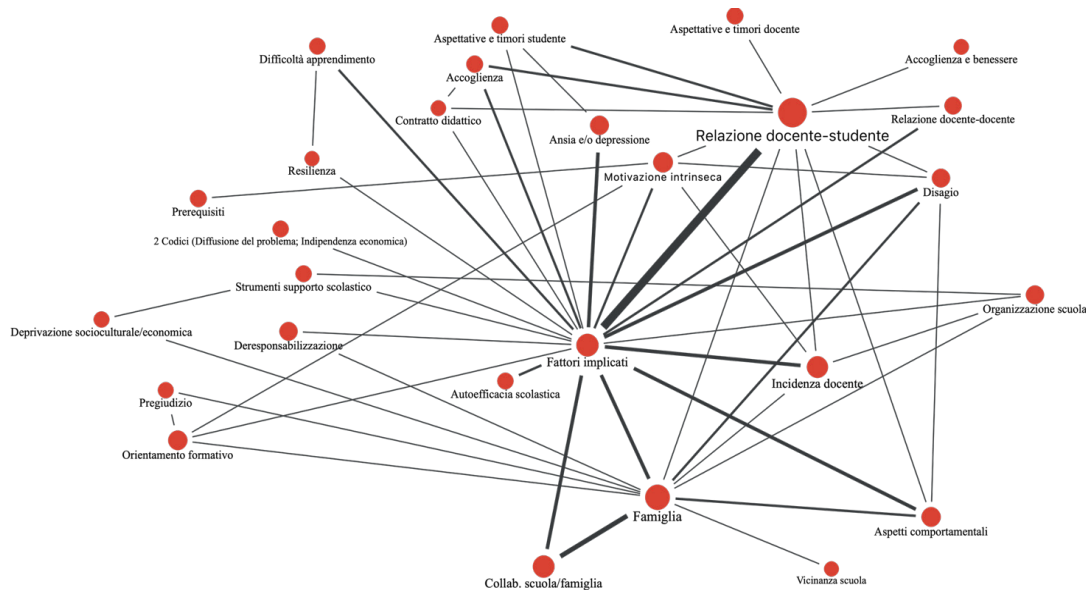 Aspettative e timori docente
Aspettative e timori studente
Difficoltà apprendimento
Accoglienza e benessere
Accoglienza
Contratto didattico
Relazione docente-docente
Relazione docente-studente
Ansia e/o depressione
Resilienza
Motivazione intrinseca
Disagio
Prerequisiti
2 Codici (Diffusione del problema; Indipendenza economica)
Strumenti supporto scolastico
Organizzazione scuola
Deprivazione socioculturale/economica
Deresponsabilizzazione
Fattori implicati
Incidenza docente
Autoefficacia scolastica
Pregiudizio
Orientamento formativo
Famiglia
Aspetti comportamentali
Collab. scuola/famiglia
Vicinanza scuola